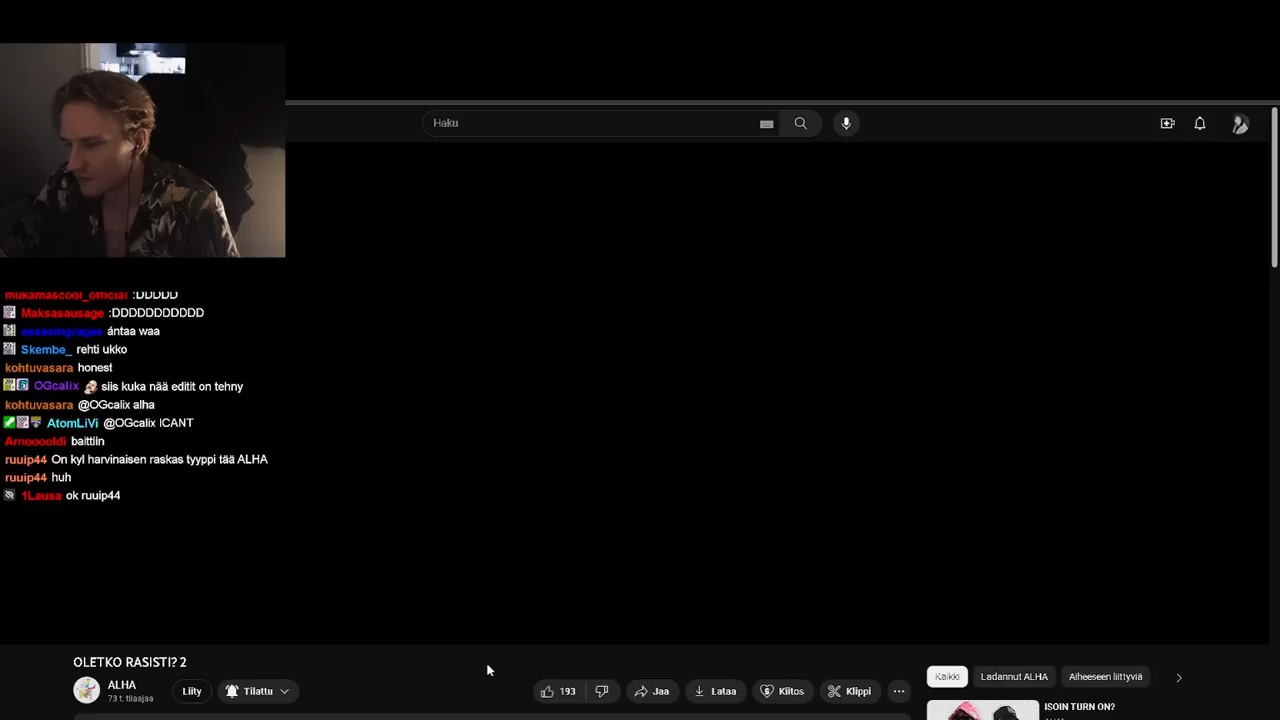 Haku
mukamascool_official :DDDDD
Maksasausage :DDDDDDDDDDD
ántaa waa
Skembe_ rehti ukko
kohtuvasara honest
OGcalix siis kuka nää editit on tehny
kohtuvasara @OGcalix alha
AtomLiVi @OGcalix ICANT
Arnooooldi baittiin
ruuip44 On kyl harvinaisen raskas tyyppi tää ALHA
ruuip44 huh
1Lausa ok ruuip44
OLETKO RASISTI? 2
ALHA
73 t. tilaajaa
Liity
Tilattu
193
Jaa
Lataa
Kiitos
Klippi
Kaikki
Ladannut ALHA
Aiheeseen liittyviä
ISOIN TURN ON?